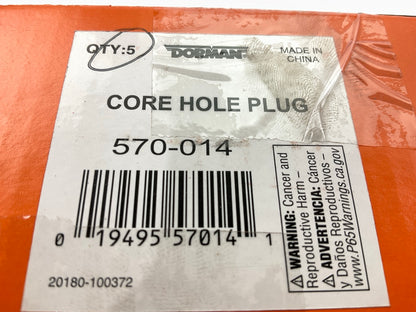 QTY:5
DORMAN
MADE IN
CHINA
CORE HOLE PLUG
570-014
0 19495 57014 1
20180-100372
⚠ WARNING: Cancer and
Reproductive Harm –
⚠ ADVERTENCIA: Cáncer
y Daños Reproductivos –
www.P65Warnings.ca.gov